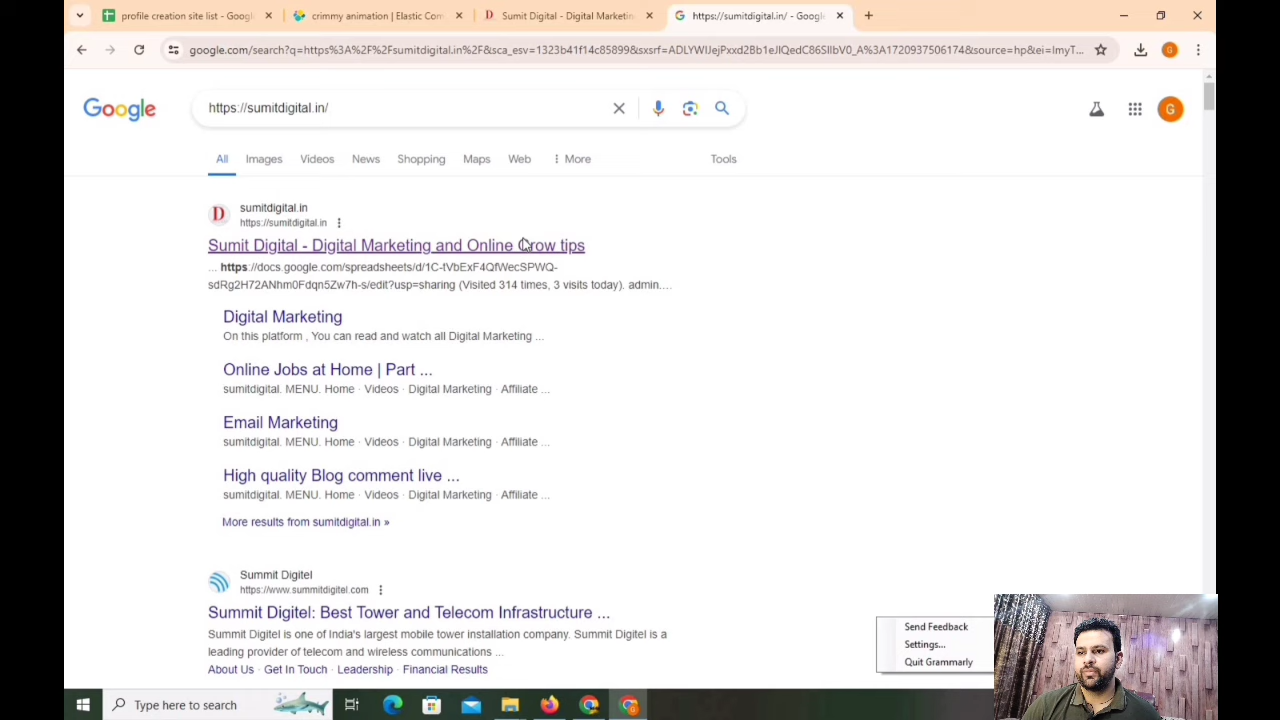 profile creation site list - Googl
crimmy animation | Elastic Com
Sumit Digital - Digital Marketin
https://sumitdigital.in/ - Googl
google.com/search?q=https%3A%2F%2Fsumitdigital.in%2F&sca_esv=1323b41f14c85899&sxsrf=ADLYWIJejPxxd2Bb1eJIQedC86SIlbV0_A%3A1720937506174&source=hp&ei=ImyT...
G
Google
https://sumitdigital.in/
G
All
Images
Videos
News
Shopping
Maps
Web
More
Tools
D
sumitdigital.in
https://sumitdigital.in
Sumit Digital - Digital Marketing and Online Grow tips
... https://docs.google.com/spreadsheets/d/1C-tVbExF4QfWecSPWQ-
sdRg2H72ANhm0Fdqn5Zw7h-s/edit?usp=sharing (Visited 314 times, 3 visits today). admin....
Digital Marketing
On this platform , You can read and watch all Digital Marketing ...
Online Jobs at Home | Part ...
sumitdigital. MENU. Home · Videos · Digital Marketing · Affiliate ...
Email Marketing
sumitdigital. MENU. Home · Videos · Digital Marketing · Affiliate ...
High quality Blog comment live ...
sumitdigital. MENU. Home · Videos · Digital Marketing · Affiliate ...
More results from sumitdigital.in »
Summit Digitel
https://www.summitdigitel.com
Summit Digitel: Best Tower and Telecom Infrastructure ...
Summit Digitel is one of India's largest mobile tower installation company. Summit Digitel is a
leading provider of telecom and wireless communications ...
About Us · Get In Touch · Leadership · Financial Results
Send Feedback
Settings...
Quit Grammarly
Type here to search